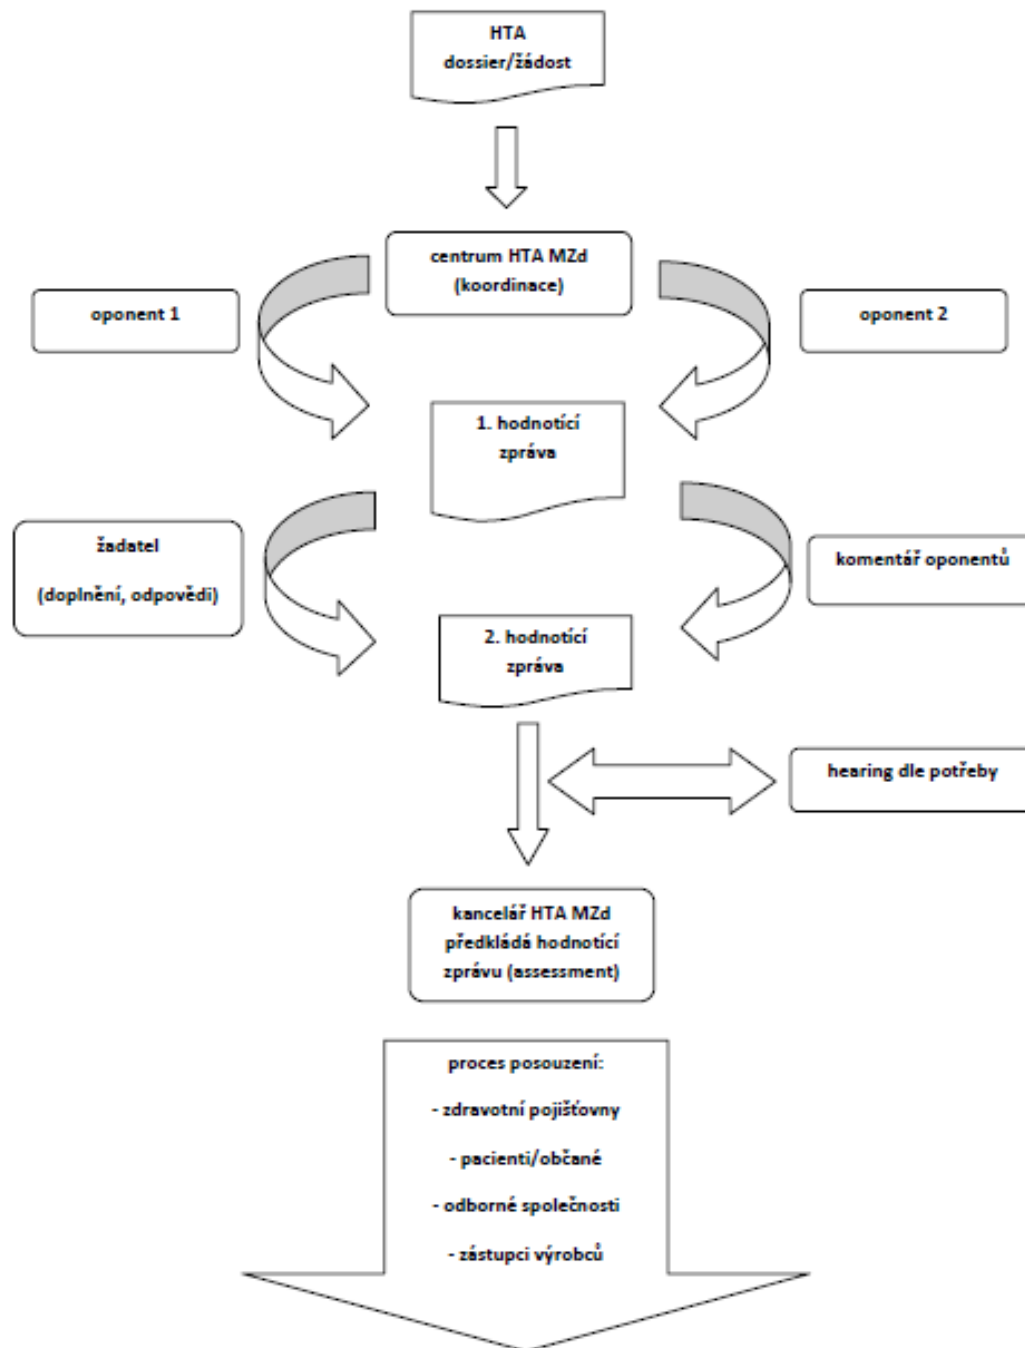 HTA
dossier/žádost
centrum HTA MZd
(koordinace)
oponent 1
oponent 2
1. hodnotící
zpráva
žadatel
(doplnění, odpovědi)
komentář oponentů
2. hodnotící
zpráva
hearing dle potřeby
kancelář HTA MZd
předkládá hodnotící
zprávu (assessment)
proces posouzení:
- zdravotní pojišťovny
- pacienti/občané
- odborné společnosti
- zástupci výrobců